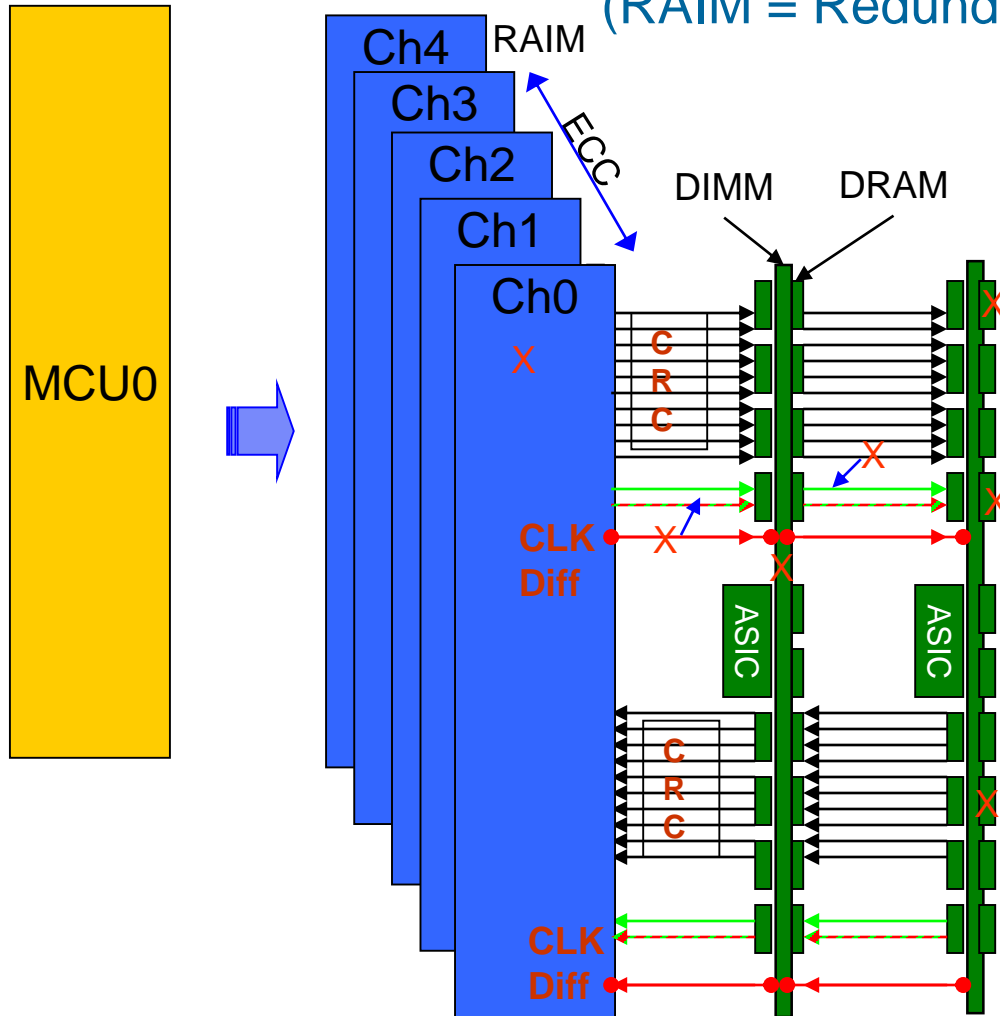 (RAIM = Redund
Ch4
RAIM
Ch3
ECC
Ch2
DIMM
DRAM
Ch1
Ch0
MCU0
X
C
R
C
X
X
X
X
CLK
Diff
X
X
ASIC
ASIC
C
R
C
X
CLK
Diff